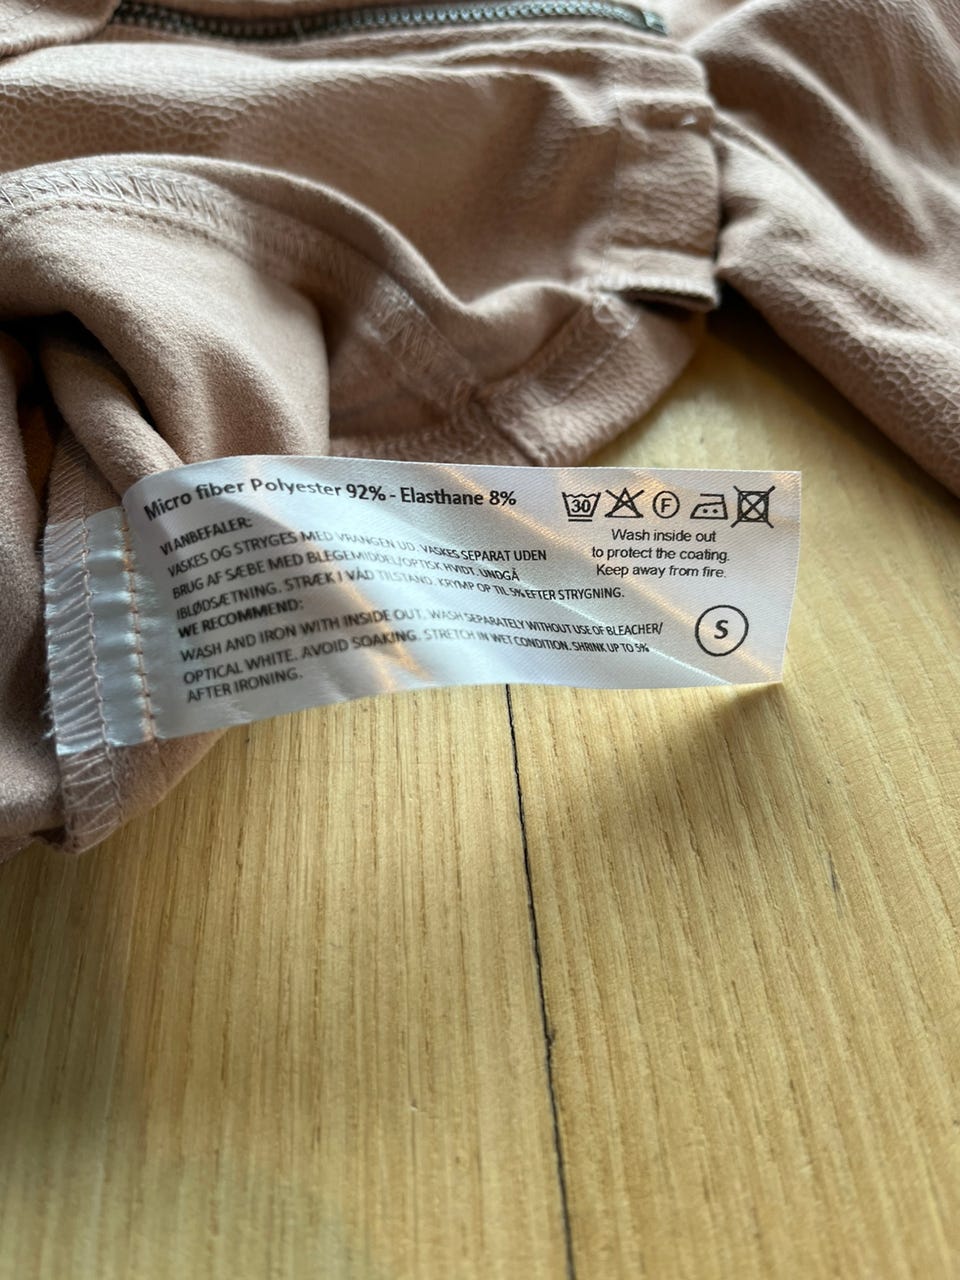 Micro fiber Polyester 92% - Elasthane 8%
VI ANBEFALER:
VASKES OG STRYGES MED VRANGEN UD. VASKES SEPARAT UDEN
BRUG AF SÆBE MED BLEGEMIDDEL/OPTISK HVIDT. UNDGÅ
IBLØDSÆTNING. STRÆK I VÅD TILSTAND. KRYMP OP TIL 5% EFTER STRYGNING.
WE RECOMMEND:
WASH AND IRON WITH INSIDE OUT. WASH SEPARATELY WITHOUT USE OF BLEACHER/
OPTICAL WHITE. AVOID SOAKING. STRETCH IN WET CONDITION. SHRINK UP TO 5%
AFTER IRONING.
30 F
Wash inside out
to protect the coating.
Keep away from fire.
S